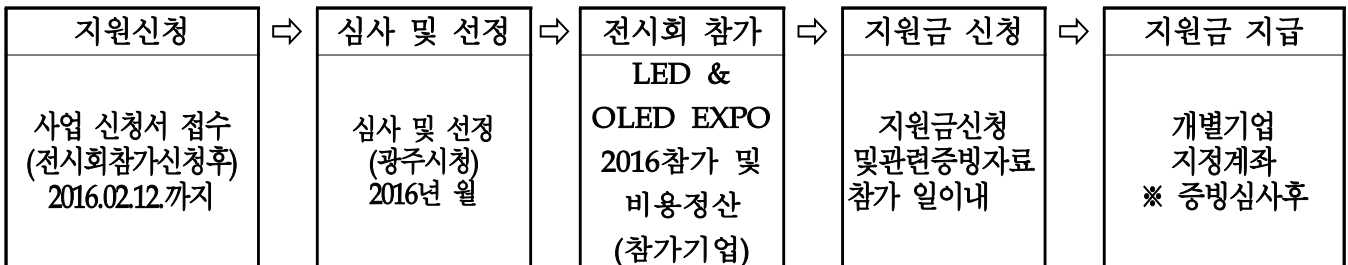 지원신청 ⇨ 심사 및 선정 ⇨ 전시회 참가 ⇨ 지원금 신청 ⇨ 지원금 지급
사업 신청서 접수
(전시회참가신청후)
2016.02.12.까지
심사 및 선정
(광주시청)
2016년 월
LED &
OLED EXPO
2016참가 및
비용정산
(참가기업)
지원금신청
및관련증빙자료
참가 일이내
개별기업
지정계좌
※ 증빙심사후